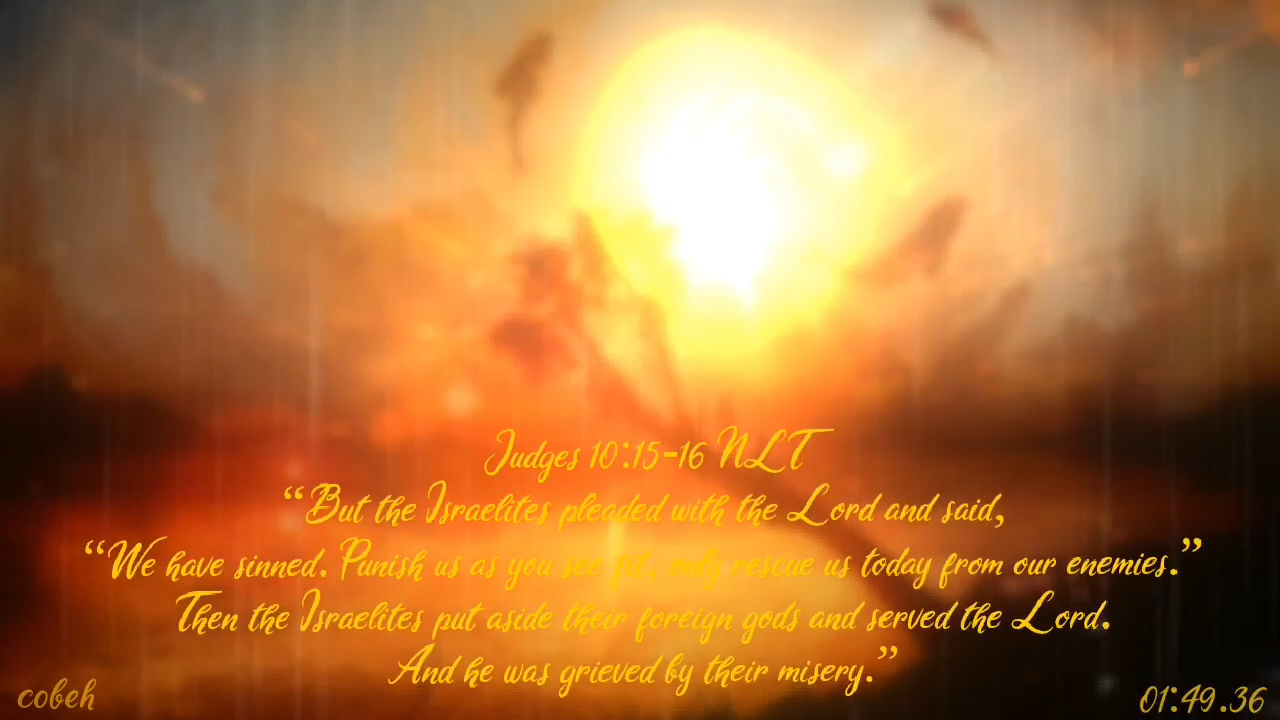 Judges 10:15-16 NLT
“But the Israelites pleaded with the Lord and said,
“We have sinned. Punish us as you see fit, only rescue us today from our enemies.”
Then the Israelites put aside their foreign gods and served the Lord.
And he was grieved by their misery.”
cobeh
01:49.36